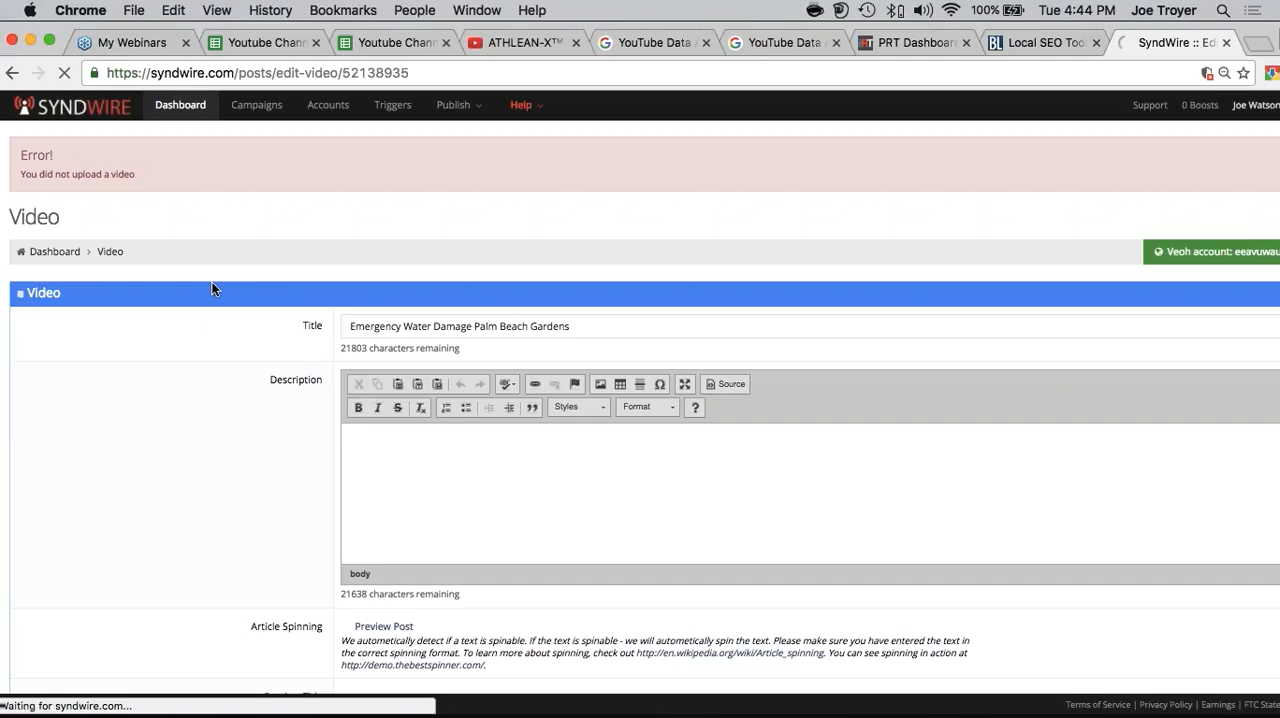 Chrome File Edit View History Bookmarks People Window Help 100% Tue 4:44 PM Joe Troyer
My Webinars Youtube Chann Youtube Chann ATHLEAN-X™ YouTube Data A YouTube Data A PRT Dashboar Local SEO Too SyndWire :: Ed
https://syndwire.com/posts/edit-video/52138935
SYNDWIRE Dashboard Campaigns Accounts Triggers Publish Help Support 0 Boosts Joe Watson
Error!
You did not upload a video
Video
Dashboard › Video Veoh account: eeavuwau
Video
Title Emergency Water Damage Palm Beach Gardens
21803 characters remaining
Description Source
B I S Tx Styles Format ?
body
21638 characters remaining
Article Spinning Preview Post
We automatically detect if a text is spinable. If the text is spinable - we will automatically spin the text. Please make sure you have entered the text in
the correct spinning format. To learn more about spinning, check out http://en.wikipedia.org/wiki/Article_spinning. You can see spinning in action at
http://demo.thebestspinner.com/.
Waiting for syndwire.com... Terms of Service | Privacy Policy | Earnings | FTC State